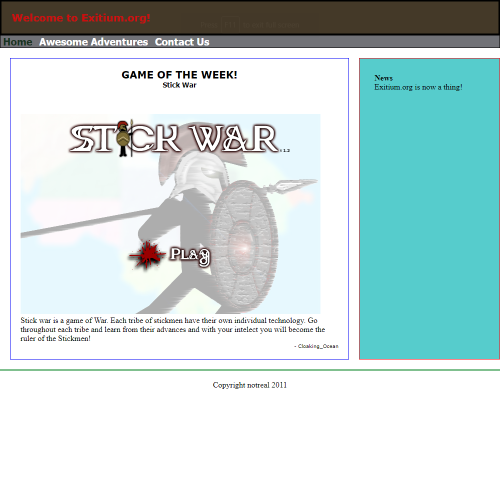 Welcome to Exitium.org!
Home Awesome Adventures Contact Us
GAME OF THE WEEK!
Stick War
STICK WAR
1.2
PLAY
Stick war is a game of War. Each tribe of stickmen have their own individual technology. Go
throughout each tribe and learn from their advances and with your intelect you will become the
ruler of the Stickmen!
- Cloaking_Ocean
News
Exitium.org is now a thing!
Copyright notreal 2011